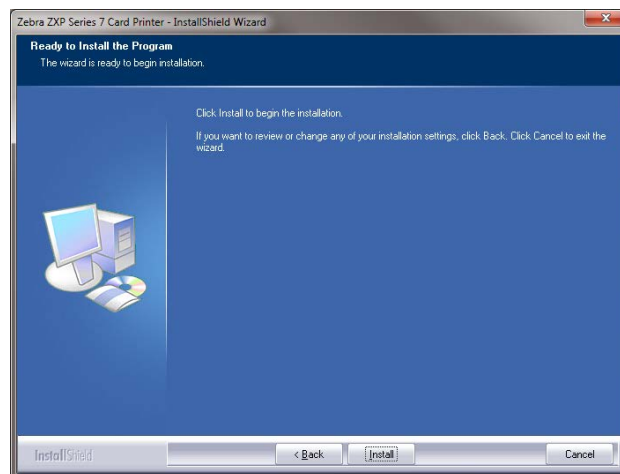 Zebra ZXP Series 7 Card Printer - InstallShield Wizard
Ready to Install the Program
The wizard is ready to begin installation.
Click Install to begin the installation.
If you want to review or change any of your installation settings, click Back. Click Cancel to exit the
wizard.
InstallShield
< Back Install Cancel